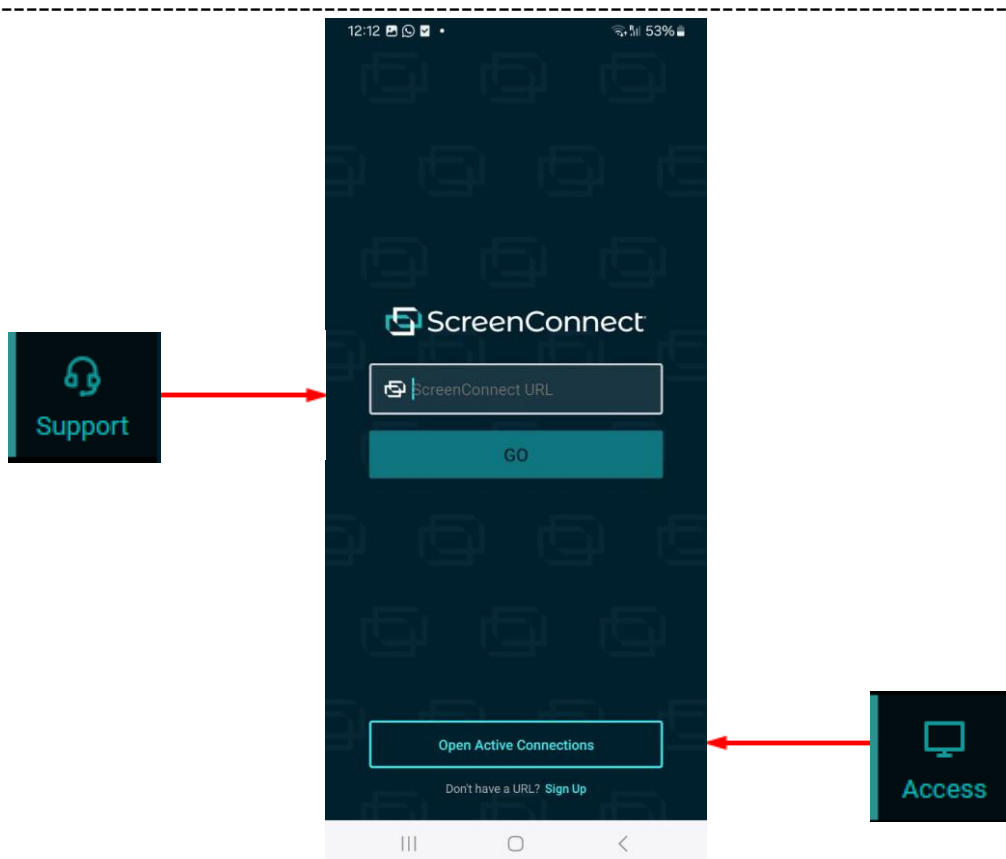 12:12
53%
ScreenConnect
ScreenConnect URL
Support
GO
Open Active Connections
Don't have a URL? Sign Up
Access